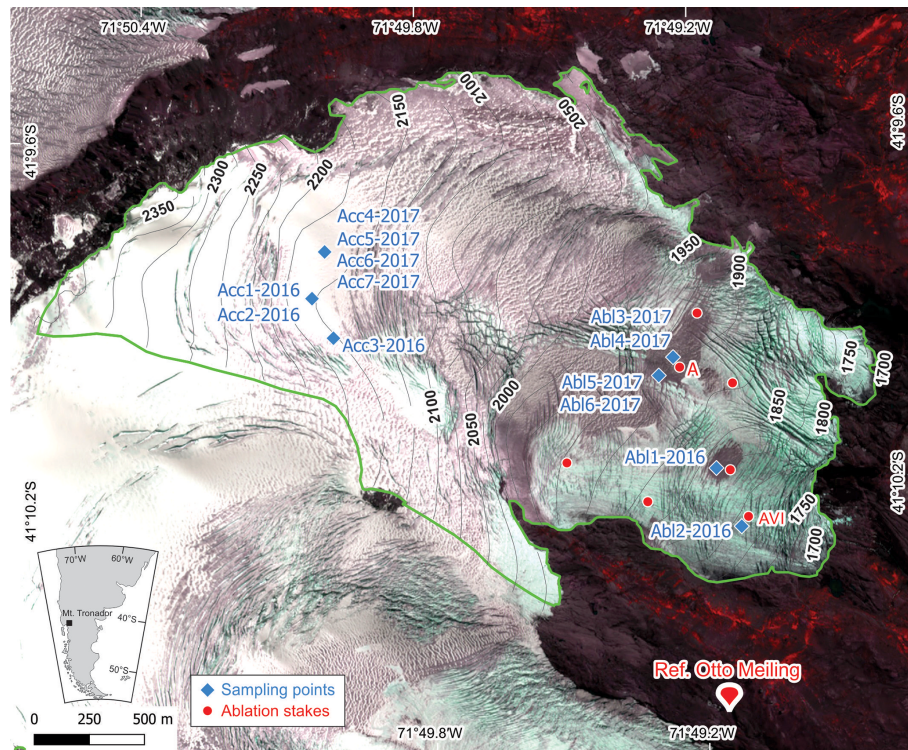 71°50.4'W
71°49.8'W
71°49.2'W
41°9.6'S
41°9.6'S
2150
2100
2050
2350
2300
2250
2200
Acc4-2017
Acc5-2017
Acc6-2017
Acc7-2017
Acc1-2016
Acc2-2016
Acc3-2016
1950
1900
Abl3-2017
Abl4-2017
A
Abl5-2017
Abl6-2017
1750
1700
1850
1800
2100
2050
2000
Abl1-2016
AVI
Abl2-2016
1750
1700
41°10.2'S
41°10.2'S
70°W
60°W
Mt. Tronador
40°S
50°S
Ref. Otto Meiling
Sampling points
Ablation stakes
0
250
500 m
71°49.8'W
71°49.2'W